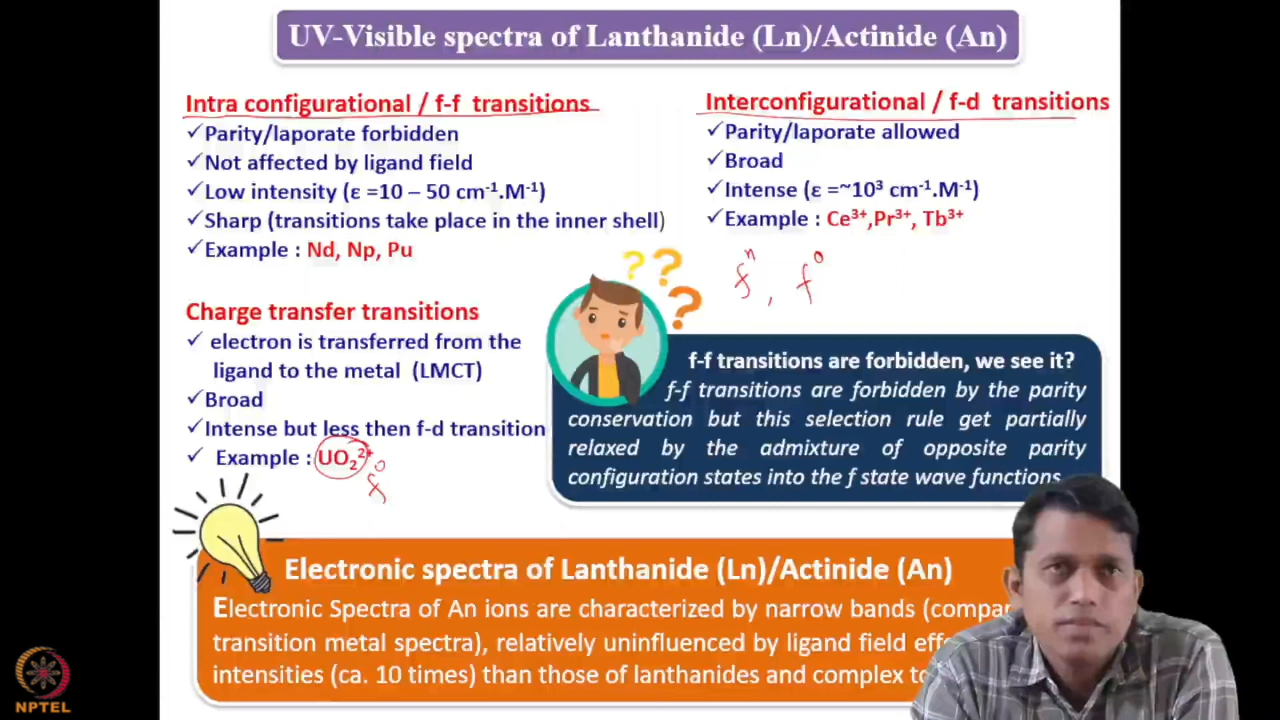 UV-Visible spectra of Lanthanide (Ln)/Actinide (An)
Intra configurational / f-f transitions
✓Parity/laporate forbidden
✓Not affected by ligand field
✓Low intensity (ε =10 – 50 cm⁻¹.M⁻¹)
✓Sharp (transitions take place in the inner shell)
✓Example : Nd, Np, Pu
Interconfigurational / f-d transitions
✓Parity/laporate allowed
✓Broad
✓Intense (ε =~10³ cm⁻¹.M⁻¹)
✓Example : Ce³⁺,Pr³⁺, Tb³⁺
fⁿ, f⁰
Charge transfer transitions
✓ electron is transferred from the
ligand to the metal (LMCT)
✓Broad
✓Intense but less then f-d transition
✓ Example : UO₂²⁺
f⁰
? ? ?
f-f transitions are forbidden, we see it?
f-f transitions are forbidden by the parity
conservation but this selection rule get partially
relaxed by the admixture of opposite parity
configuration states into the f state wave functions.
Electronic spectra of Lanthanide (Ln)/Actinide (An)
Electronic Spectra of An ions are characterized by narrow bands
transition metal spectra), relatively uninfluenced by ligand field
intensities (ca. 10 times) than those of lanthanides and complex
NPTEL